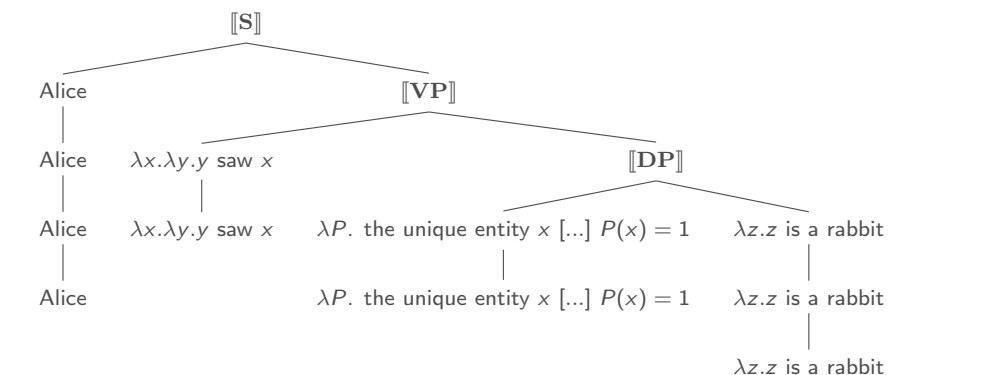 ⟦S⟧
Alice ⟦VP⟧
Alice λx.λy.y saw x ⟦DP⟧
Alice λx.λy.y saw x λP. the unique entity x [...] P(x) = 1 λz.z is a rabbit
Alice λP. the unique entity x [...] P(x) = 1 λz.z is a rabbit
λz.z is a rabbit